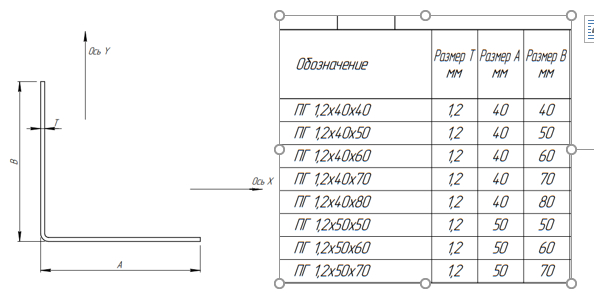 Ось Y
T
B
Ось X
A
Обозначение Размер Т мм Размер А мм Размер В мм
ПГ 1,2х40х40 1,2 40 40
ПГ 1,2х40х50 1,2 40 50
ПГ 1,2х40х60 1,2 40 60
ПГ 1,2х40х70 1,2 40 70
ПГ 1,2х40х80 1,2 40 80
ПГ 1,2х50х50 1,2 50 50
ПГ 1,2х50х60 1,2 50 60
ПГ 1,2х50х70 1,2 50 70